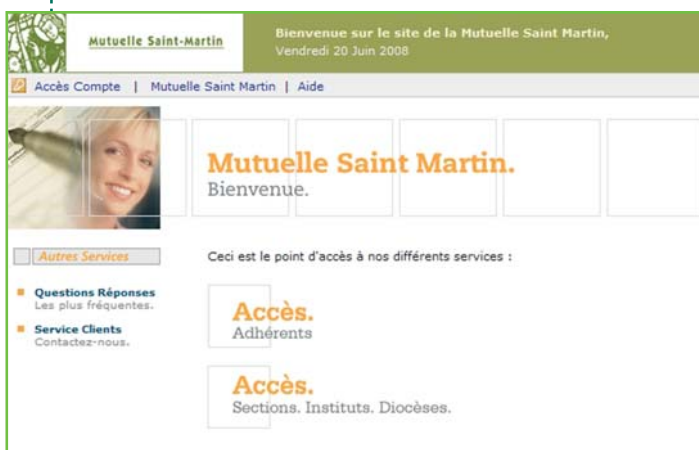 Mutuelle Saint-Martin
Bienvenue sur le site de la Mutuelle Saint Martin,
Vendredi 20 Juin 2008
Accès Compte | Mutuelle Saint Martin | Aide
Mutuelle Saint Martin.
Bienvenue.
Autres Services
Ceci est le point d'accès à nos différents services :
Questions Réponses
Les plus fréquentes.
Service Clients
Contactez-nous.
Accès.
Adhérents
Accès.
Sections. Instituts. Diocèses.